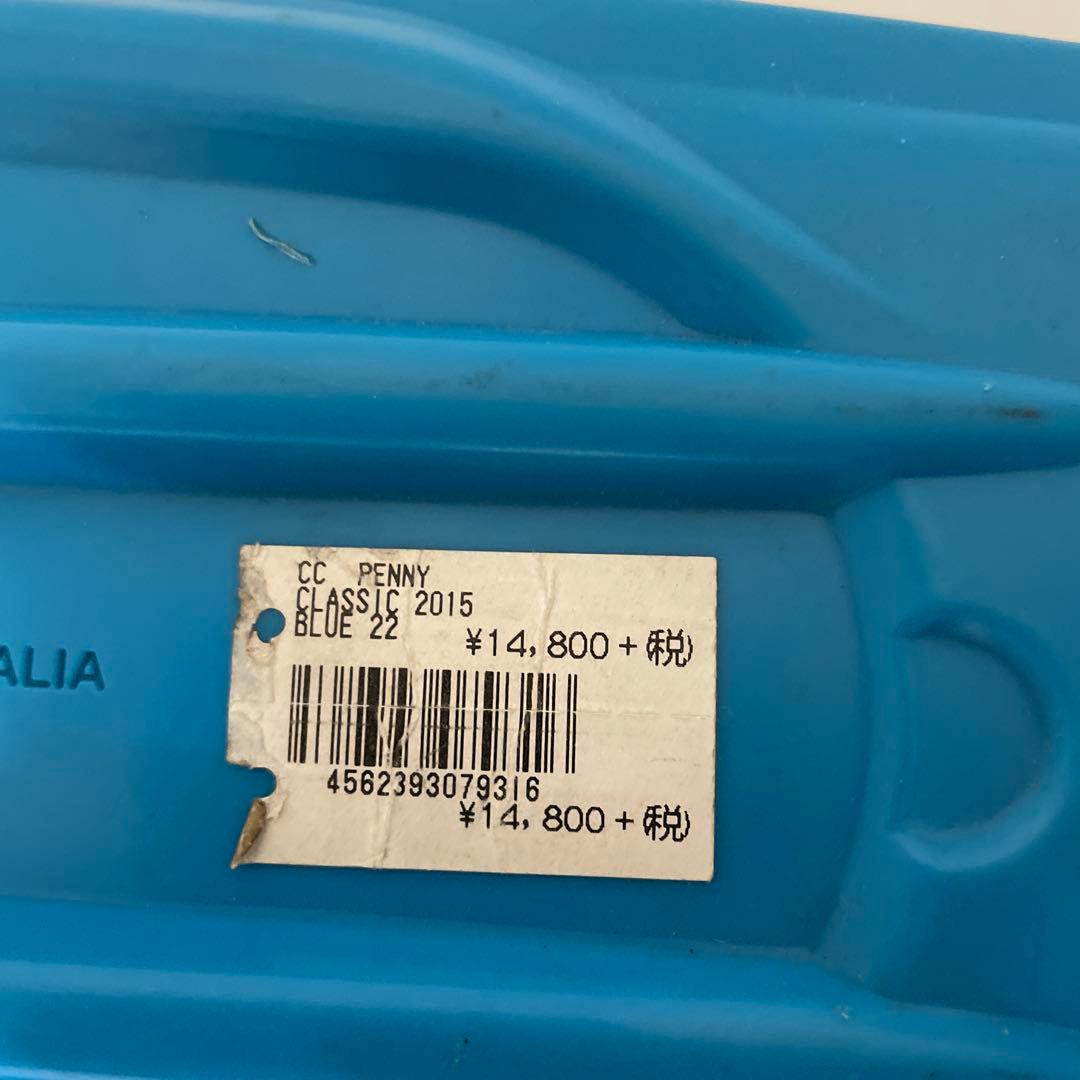 CC PENNY
CLASSIC 2015
BLUE 22
¥14,800+(税)
ALIA
4562393079316
¥14,800+(税)